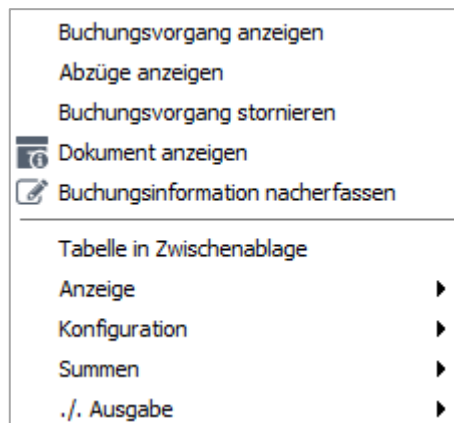 Buchungsvorgang anzeigen
Abzüge anzeigen
Buchungsvorgang stornieren
Dokument anzeigen
Buchungsinformation nacherfassen
Tabelle in Zwischenablage
Anzeige
Konfiguration
Summen
./. Ausgabe